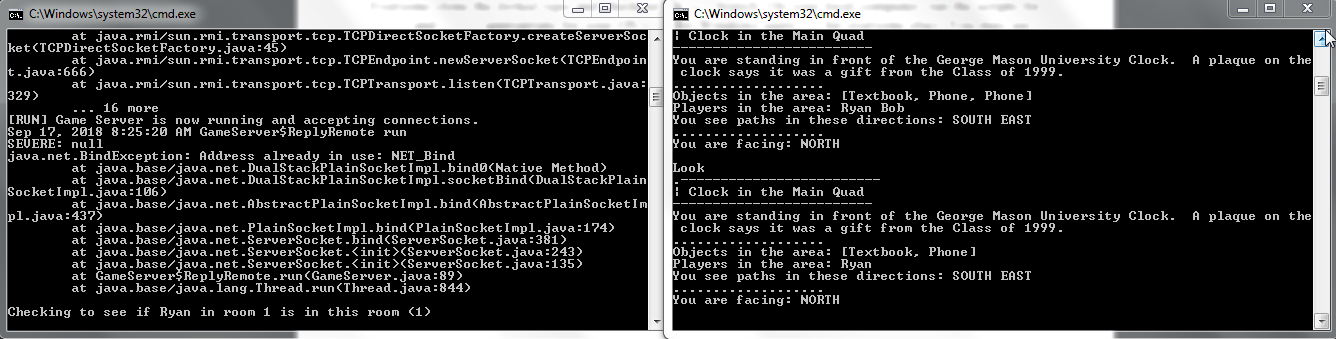 C:\Windows\system32\cmd.exe
at java.rmi/sun.rmi.transport.tcp.TCPDirectSocketFactory.createServerSoc
ket(TCPDirectSocketFactory.java:45)
at java.rmi/sun.rmi.transport.tcp.TCPEndpoint.newServerSocket(TCPEndpoin
t.java:666)
at java.rmi/sun.rmi.transport.tcp.TCPTransport.listen(TCPTransport.java:
329)
... 16 more
[RUN] Game Server is now running and accepting connections.
Sep 17, 2018 8:25:20 AM GameServer$ReplyRemote run
SEVERE: null
java.net.BindException: Address already in use: NET_Bind
at java.base/java.net.DualStackPlainSocketImpl.bind0(Native Method)
at java.base/java.net.DualStackPlainSocketImpl.socketBind(DualStackPlain
SocketImpl.java:106)
at java.base/java.net.AbstractPlainSocketImpl.bind(AbstractPlainSocketIm
pl.java:437)
at java.base/java.net.PlainSocketImpl.bind(PlainSocketImpl.java:174)
at java.base/java.net.ServerSocket.bind(ServerSocket.java:381)
at java.base/java.net.ServerSocket.<init>(ServerSocket.java:243)
at java.base/java.net.ServerSocket.<init>(ServerSocket.java:135)
at GameServer$ReplyRemote.run(GameServer.java:89)
at java.base/java.lang.Thread.run(Thread.java:844)
Checking to see if Ryan in room 1 is in this room (1)
C:\Windows\system32\cmd.exe
¦ Clock in the Main Quad
-------------------------
You are standing in front of the George Mason University Clock.  A plaque on the
clock says it was a gift from the Class of 1999.
...................
Objects in the area: [Textbook, Phone, Phone]
Players in the area: Ryan Bob
You see paths in these directions: SOUTH EAST
...................
You are facing: NORTH
Look
.-------------------------
¦ Clock in the Main Quad
-------------------------
You are standing in front of the George Mason University Clock.  A plaque on the
clock says it was a gift from the Class of 1999.
...................
Objects in the area: [Textbook, Phone]
Players in the area: Ryan
You see paths in these directions: SOUTH EAST
...................
You are facing: NORTH